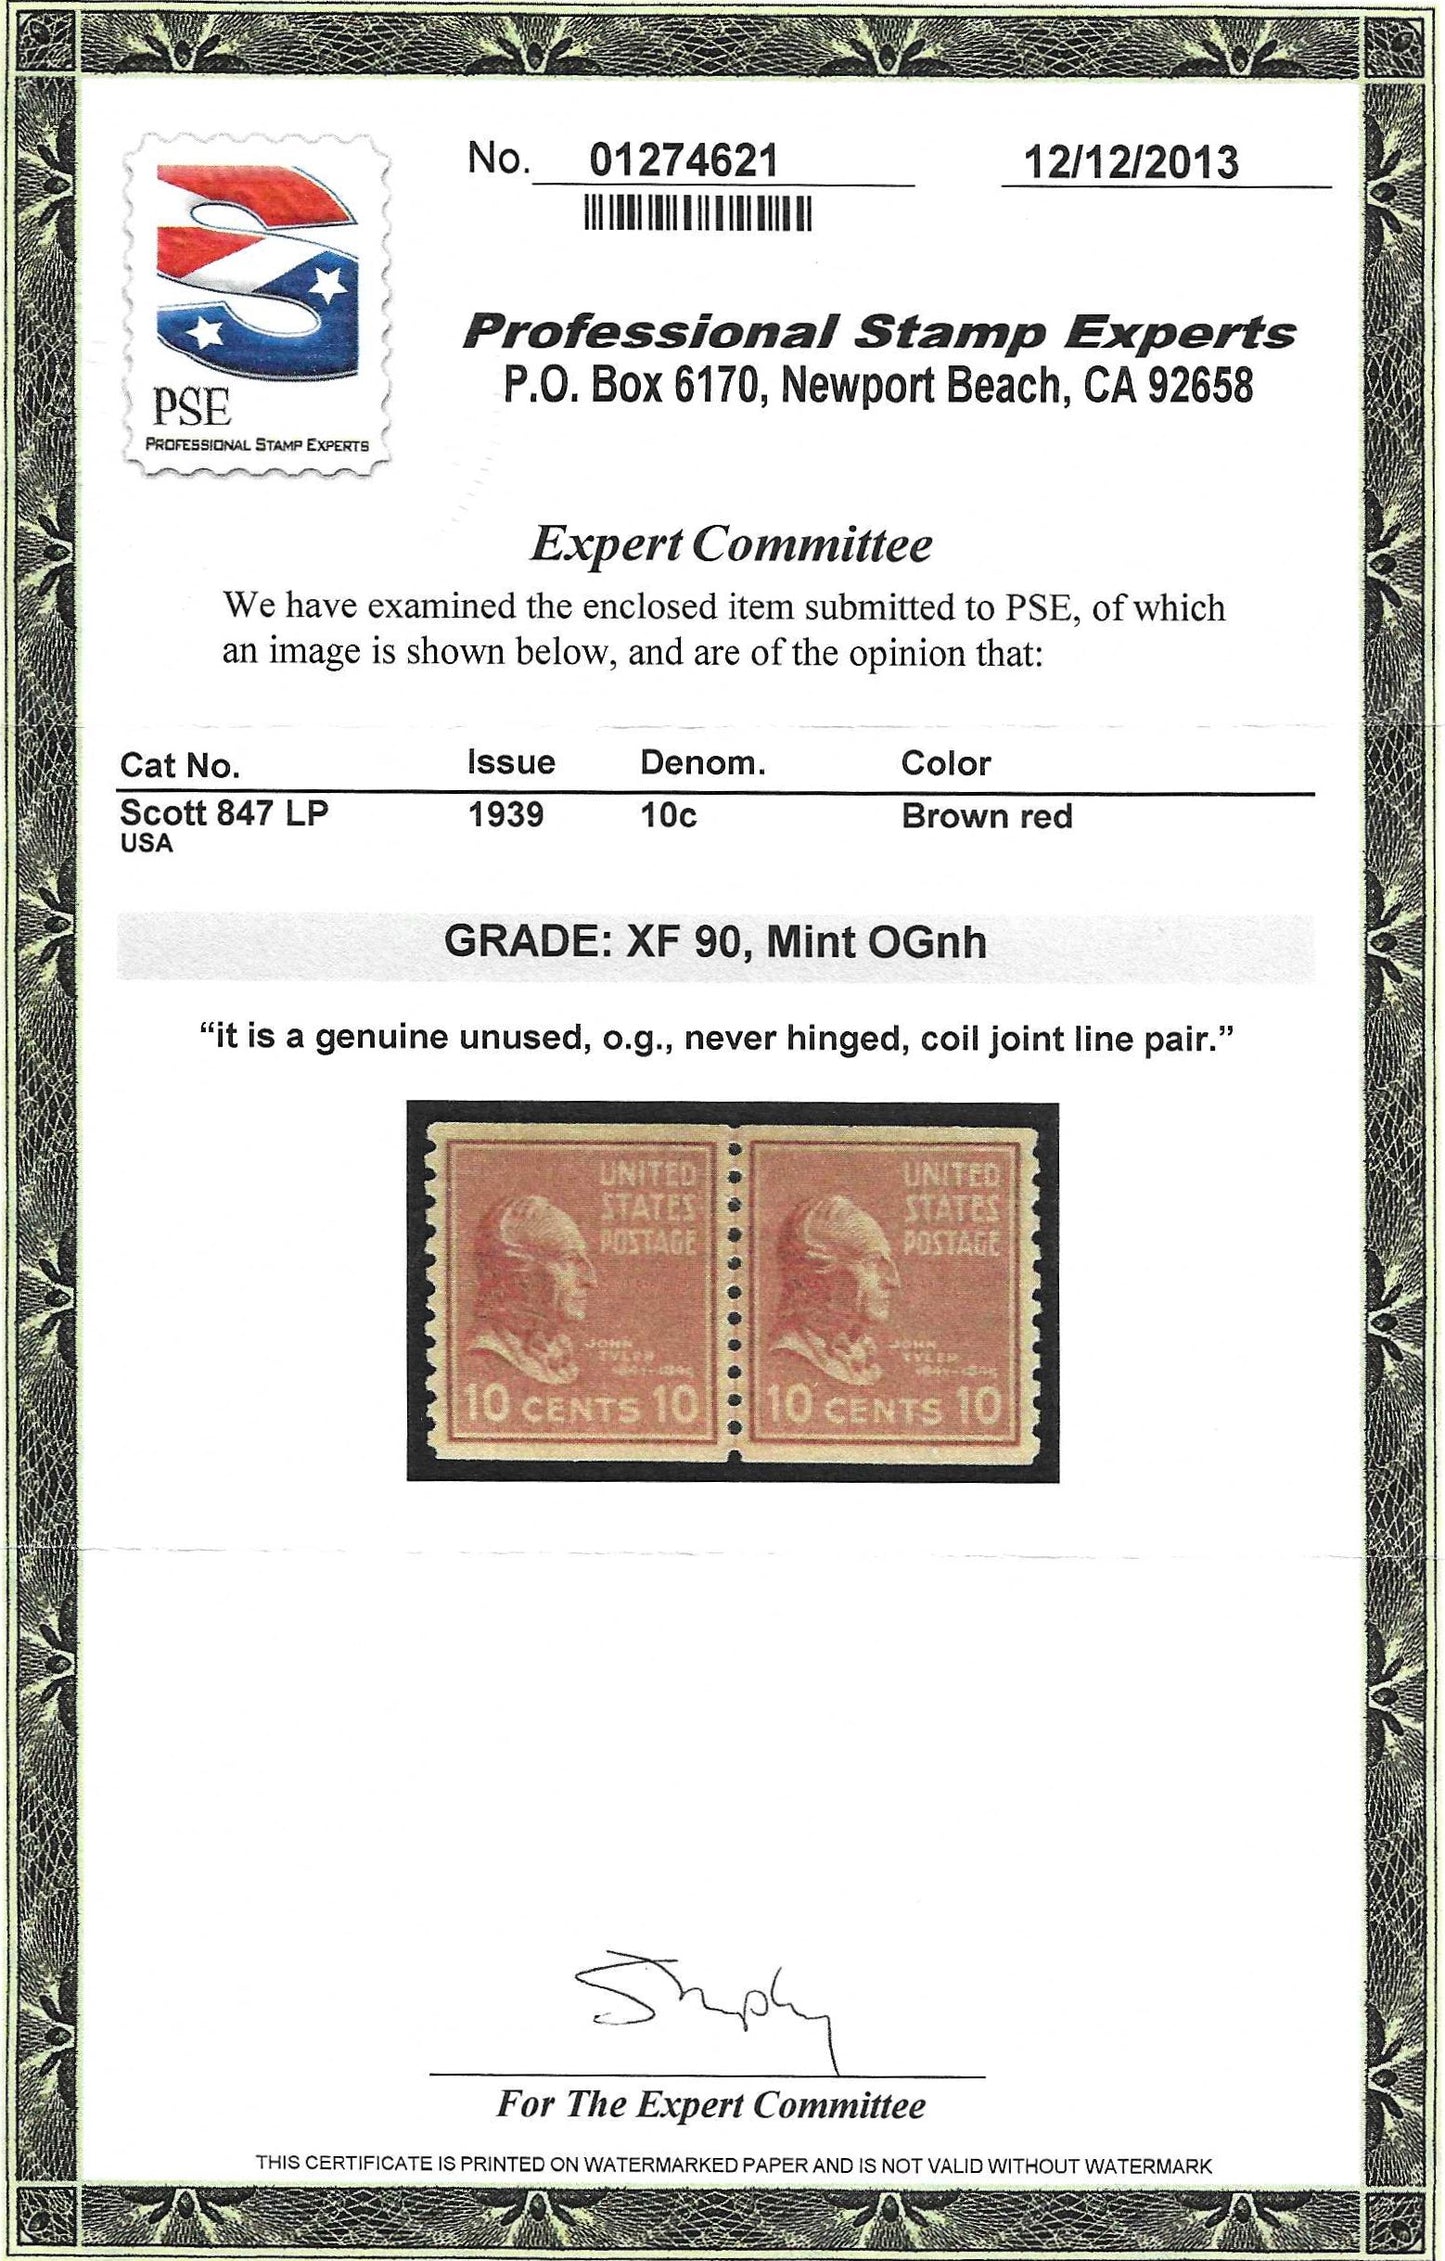 No. 01274621 12/12/2013
PSE
PROFESSIONAL STAMP EXPERTS
Professional Stamp Experts
P.O. Box 6170, Newport Beach, CA 92658
Expert Committee
We have examined the enclosed item submitted to PSE, of which
an image is shown below, and are of the opinion that:
Cat No. Issue Denom. Color
Scott 847 LP 1939 10c Brown red
USA
GRADE: XF 90, Mint OGnh
“it is a genuine unused, o.g., never hinged, coil joint line pair.”
UNITED
STATES
POSTAGE
JOHN
TYLER
10 CENTS 10
UNITED
STATES
POSTAGE
JOHN
TYLER
10 CENTS 10
For The Expert Committee
THIS CERTIFICATE IS PRINTED ON WATERMARKED PAPER AND IS NOT VALID WITHOUT WATERMARK